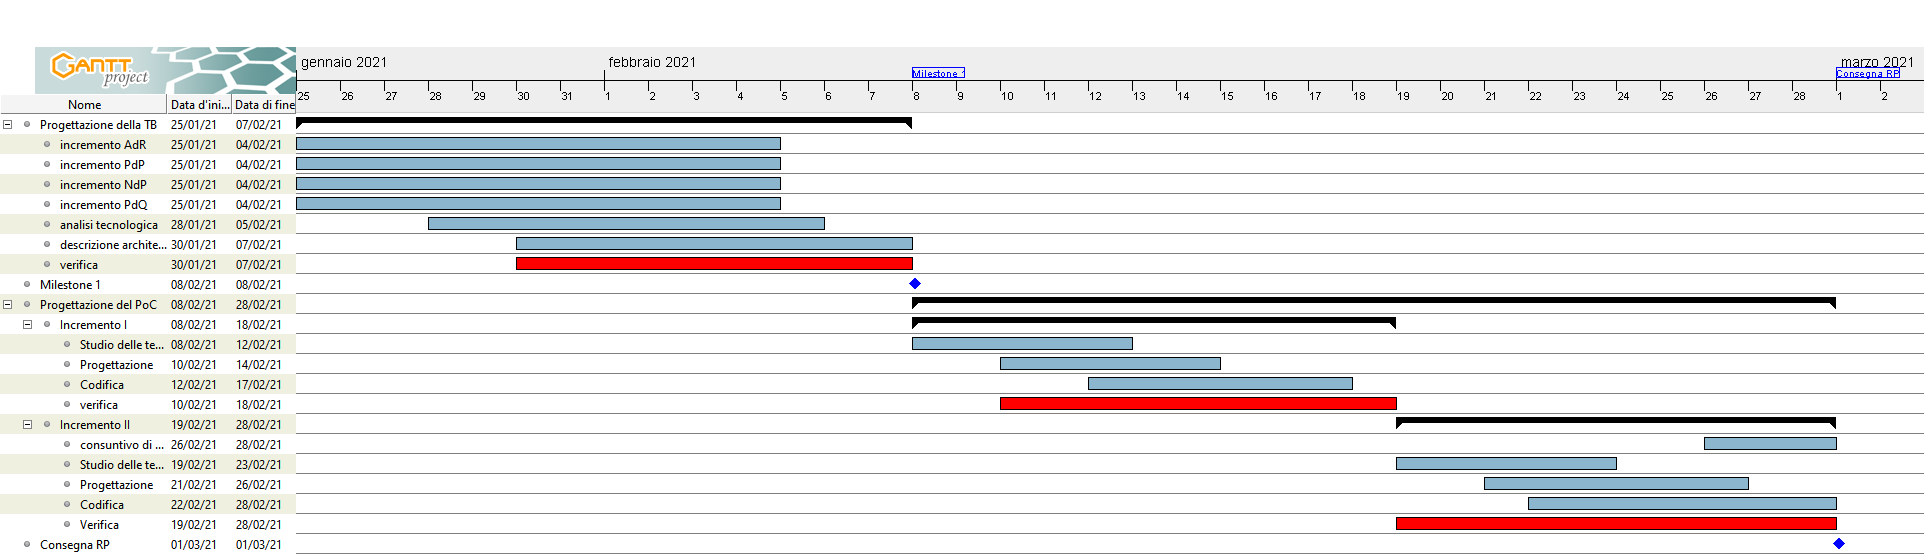 GANTT
project
gennaio 2021
febbraio 2021
marzo 2021
Milestone 1
Consegna RP
Nome Data d'ini... Data di fine
25 26 27 28 29 30 31 1 2 3 4 5 6 7 8 9 10 11 12 13 14 15 16 17 18 19 20 21 22 23 24 25 26 27 28 1 2
Progettazione della TB 25/01/21 07/02/21
incremento AdR 25/01/21 04/02/21
incremento PdP 25/01/21 04/02/21
incremento NdP 25/01/21 04/02/21
incremento PdQ 25/01/21 04/02/21
analisi tecnologica 28/01/21 05/02/21
descrizione archite... 30/01/21 07/02/21
verifica 30/01/21 07/02/21
Milestone 1 08/02/21 08/02/21
Progettazione del PoC 08/02/21 28/02/21
Incremento I 08/02/21 18/02/21
Studio delle te... 08/02/21 12/02/21
Progettazione 10/02/21 14/02/21
Codifica 12/02/21 17/02/21
verifica 10/02/21 18/02/21
Incremento II 19/02/21 28/02/21
consuntivo di ... 26/02/21 28/02/21
Studio delle te... 19/02/21 23/02/21
Progettazione 21/02/21 26/02/21
Codifica 22/02/21 28/02/21
Verifica 19/02/21 28/02/21
Consegna RP 01/03/21 01/03/21